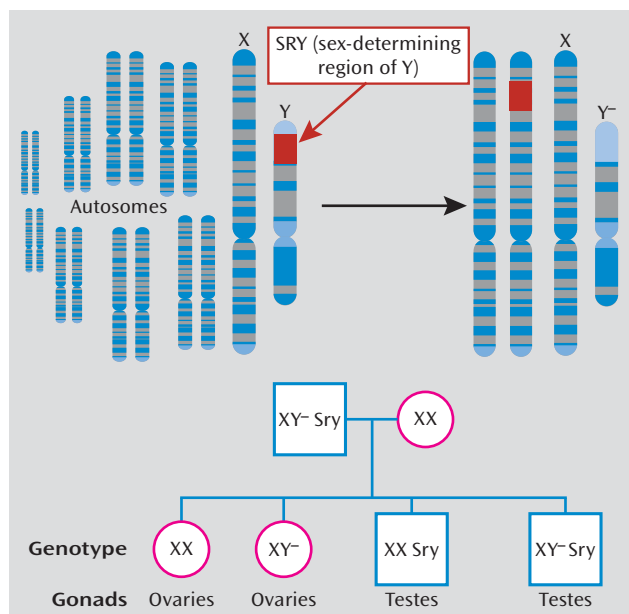 X
SRY (sex-determining
region of Y)
X
Y
Y–
Autosomes
XY– Sry
XX
Genotype
XX
XY–
XX Sry
XY– Sry
Gonads
Ovaries
Ovaries
Testes
Testes